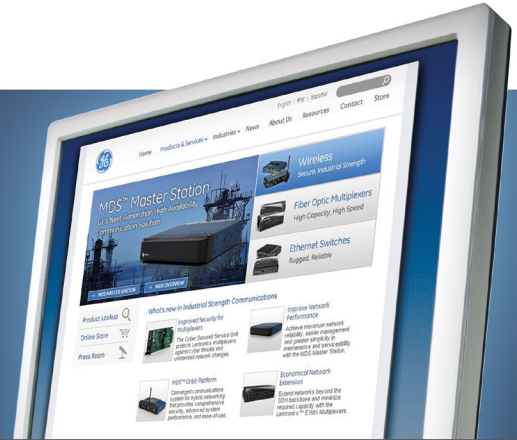 English | 中文 | Español
Home Products & Services Industries News About Us Resources Contact Store
MDS™ Master Station
GE's Next-Generation High Availability
Communication Solution
MDS MASTER STATION
MDS OVERVIEW
Wireless
Secure, Industrial Strength
Fiber Optic Multiplexers
High Capacity, High Speed
Ethernet Switches
Rugged, Reliable
Product Lookup
Online Store
Press Room
What's new in Industrial Strength Communications
Improved Security for
Multiplexers
The Cyber Secured Service Unit
protects Lentronics multiplexers
against cyber threats and
unintended network changes.
Improve Network
Performance
Achieve maximum network
reliability, easier management
and greater simplicity in
maintenance and serviceability
with the MDS Master Station.
MDS™ Orbit Platform
Converged communications
system for hybrid networking
that provides comprehensive
security, advanced system
performance, and ease-of-use.
Economical Network
Extension
Extend networks beyond the
SDH backbone and minimize
required capacity with the
Lentronics™ E1MX Multiplexers.